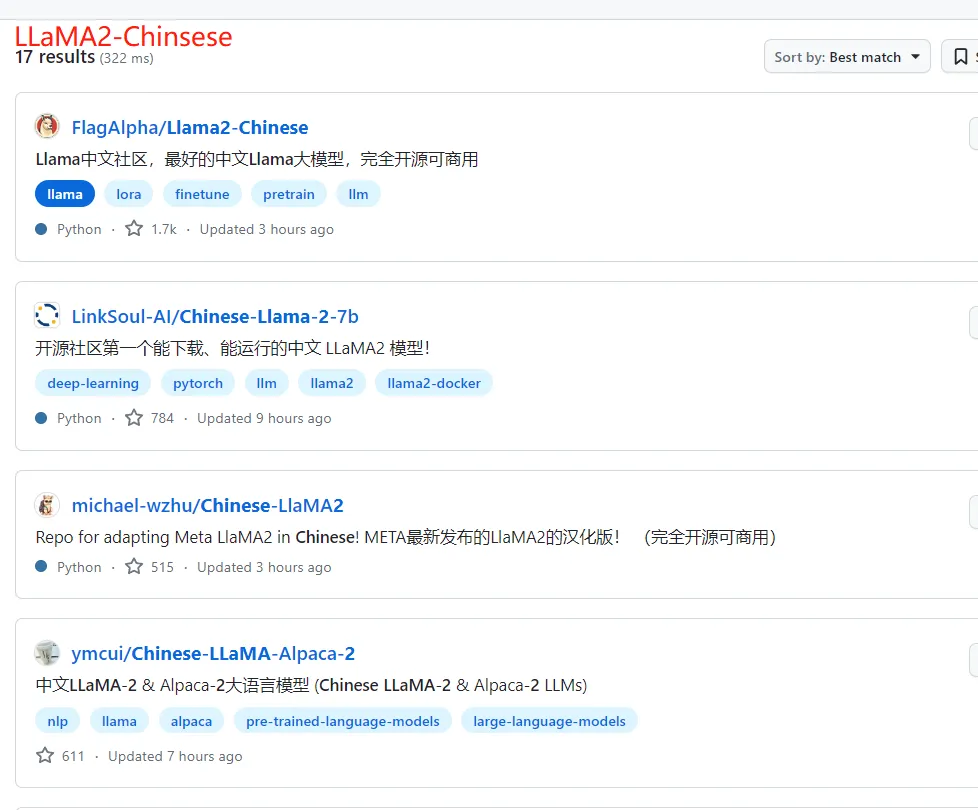 LLaMA2-Chinsese
17 results (322 ms)
Sort by: Best match
FlagAlpha/Llama2-Chinese
Llama中文社区，最好的中文Llama大模型，完全开源可商用
llama lora finetune pretrain llm
Python · 1.7k · Updated 3 hours ago
LinkSoul-AI/Chinese-Llama-2-7b
开源社区第一个能下载、能运行的中文 LLaMA2 模型！
deep-learning pytorch llm llama2 llama2-docker
Python · 784 · Updated 9 hours ago
michael-wzhu/Chinese-LlaMA2
Repo for adapting Meta LlaMA2 in Chinese! META最新发布的LlaMA2的汉化版！ （完全开源可商用）
Python · 515 · Updated 3 hours ago
ymcui/Chinese-LLaMA-Alpaca-2
中文LLaMA-2 & Alpaca-2大语言模型 (Chinese LLaMA-2 & Alpaca-2 LLMs)
nlp llama alpaca pre-trained-language-models large-language-models
611 · Updated 7 hours ago